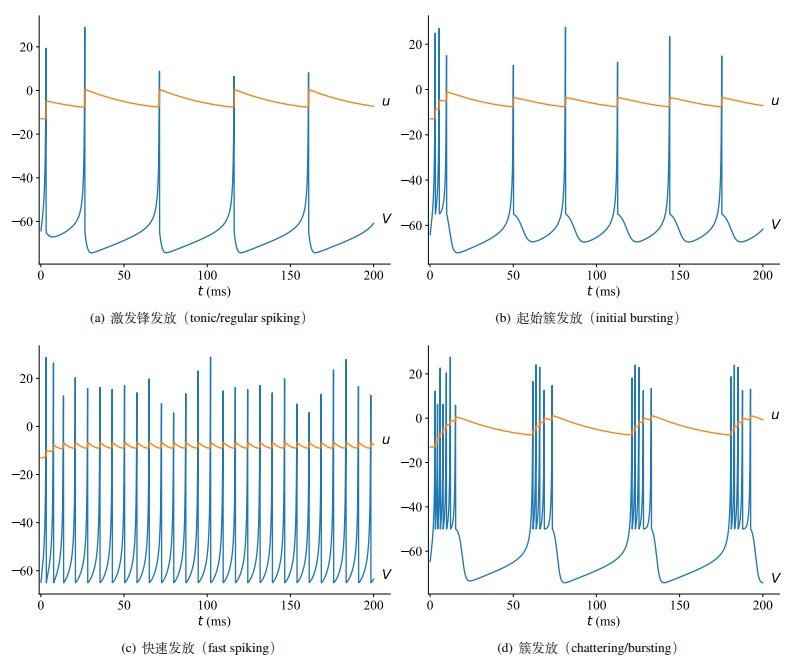 20
0
−20
−40
−60
u
V
0 50 100 150 200
t (ms)
(a) 激发锋发放（tonic/regular spiking）
20
0
−20
−40
−60
u
V
0 50 100 150 200
t (ms)
(b) 起始簇发放（initial bursting）
20
0
−20
−40
−60
u
V
0 50 100 150 200
t (ms)
(c) 快速发放（fast spiking）
20
0
−20
−40
−60
u
V
0 50 100 150 200
t (ms)
(d) 簇发放（chattering/bursting）